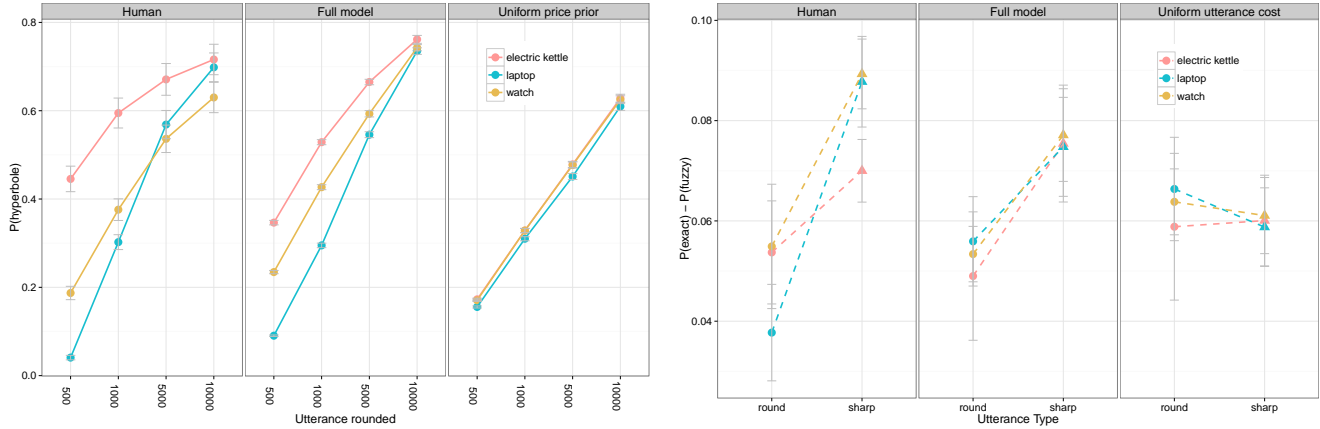 Human Full model Uniform price prior
0.8
0.6
0.4
0.2
0.0
P(hyperbole)
electric kettle
laptop
watch
500 1000 5000 10000 500 1000 5000 10000 500 1000 5000 10000
Utterance rounded
Human Full model Uniform utterance cost
0.10
0.08
0.06
0.04
P(exact) − P(fuzzy)
electric kettle
laptop
watch
round sharp round sharp round sharp
Utterance Type